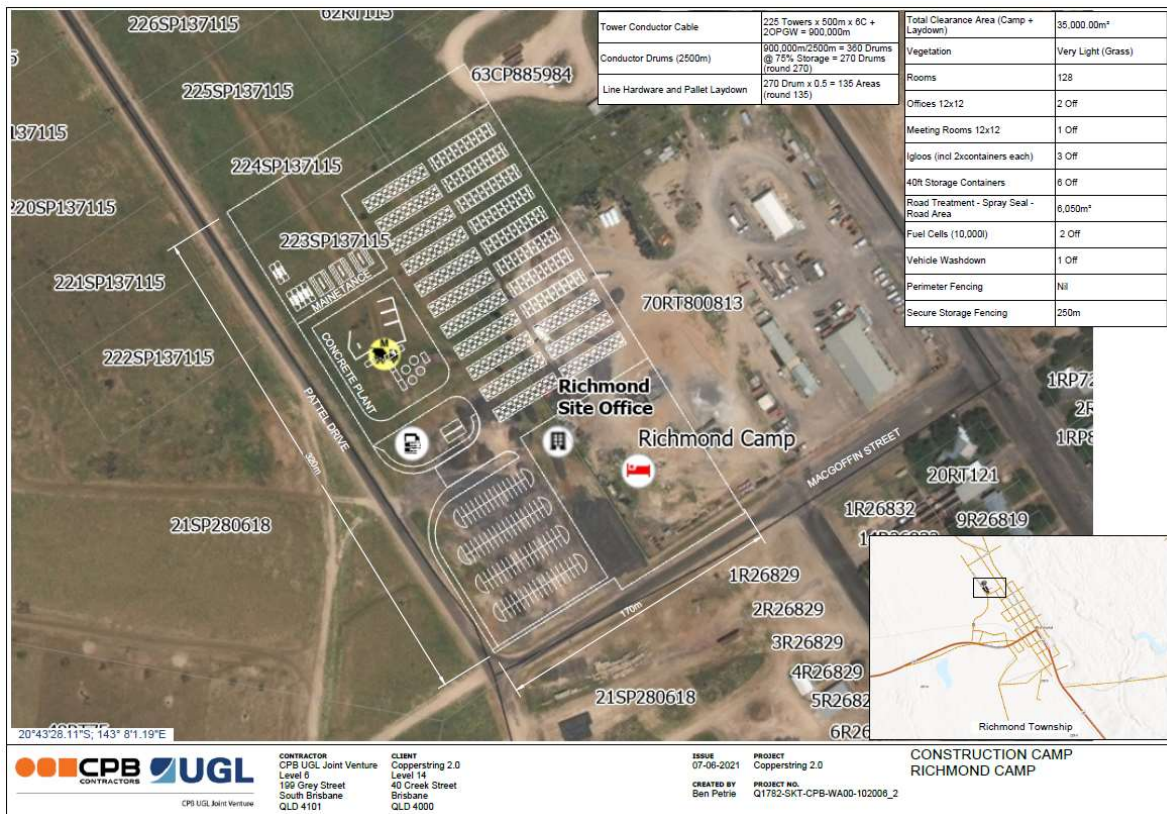 226SP137115
62RT115
63CP885984
225SP137115
137115
224SP137115
220SP137115
223SP137115
221SP137115
222SP137115
MAINETANCE
CONCRETE PLANT
M
PATTEL DRIVE
320m
70RT800813
Richmond
Site Office
Richmond Camp
MACGOFFIN STREET
170m
21SP280618
20RT121
1R26832
9R26819
1RP72
1RP8
1R26829
2R26829
3R26829
4R26829
5R2682
6R26
21SP280618
20°43'28.11"S; 143° 8'1.19"E
Tower Conductor Cable
225 Towers x 500m x 6C +
2OPGW = 900,000m
Conductor Drums (2500m)
900,000m/2500m = 360 Drums
@ 75% Storage = 270 Drums
(round 270)
Line Hardware and Pallet Laydown
270 Drum x 0.5 = 135 Areas
(round 135)
Total Clearance Area (Camp +
Laydown)
35,000.00m²
Vegetation
Very Light (Grass)
Rooms
128
Offices 12x12
2 Off
Meeting Rooms 12x12
1 Off
Igloos (incl 2xcontainers each)
3 Off
40ft Storage Containers
6 Off
Road Treatment - Spray Seal -
Road Area
6,050m²
Fuel Cells (10,000l)
2 Off
Vehicle Washdown
1 Off
Perimeter Fencing
Nil
Secure Storage Fencing
250m
Richmond Township
CPB
CONTRACTORS
UGL
CPB UGL Joint Venture
CONTRACTOR
CPB UGL Joint Venture
Level 6
199 Grey Street
South Brisbane
QLD 4101
CLIENT
Copperstring 2.0
Level 14
40 Creek Street
Brisbane
QLD 4000
ISSUE
07-06-2021
CREATED BY
Ben Petrie
PROJECT
Copperstring 2.0
PROJECT NO.
Q1782-SKT-CPB-WA00-102006_2
CONSTRUCTION CAMP
RICHMOND CAMP